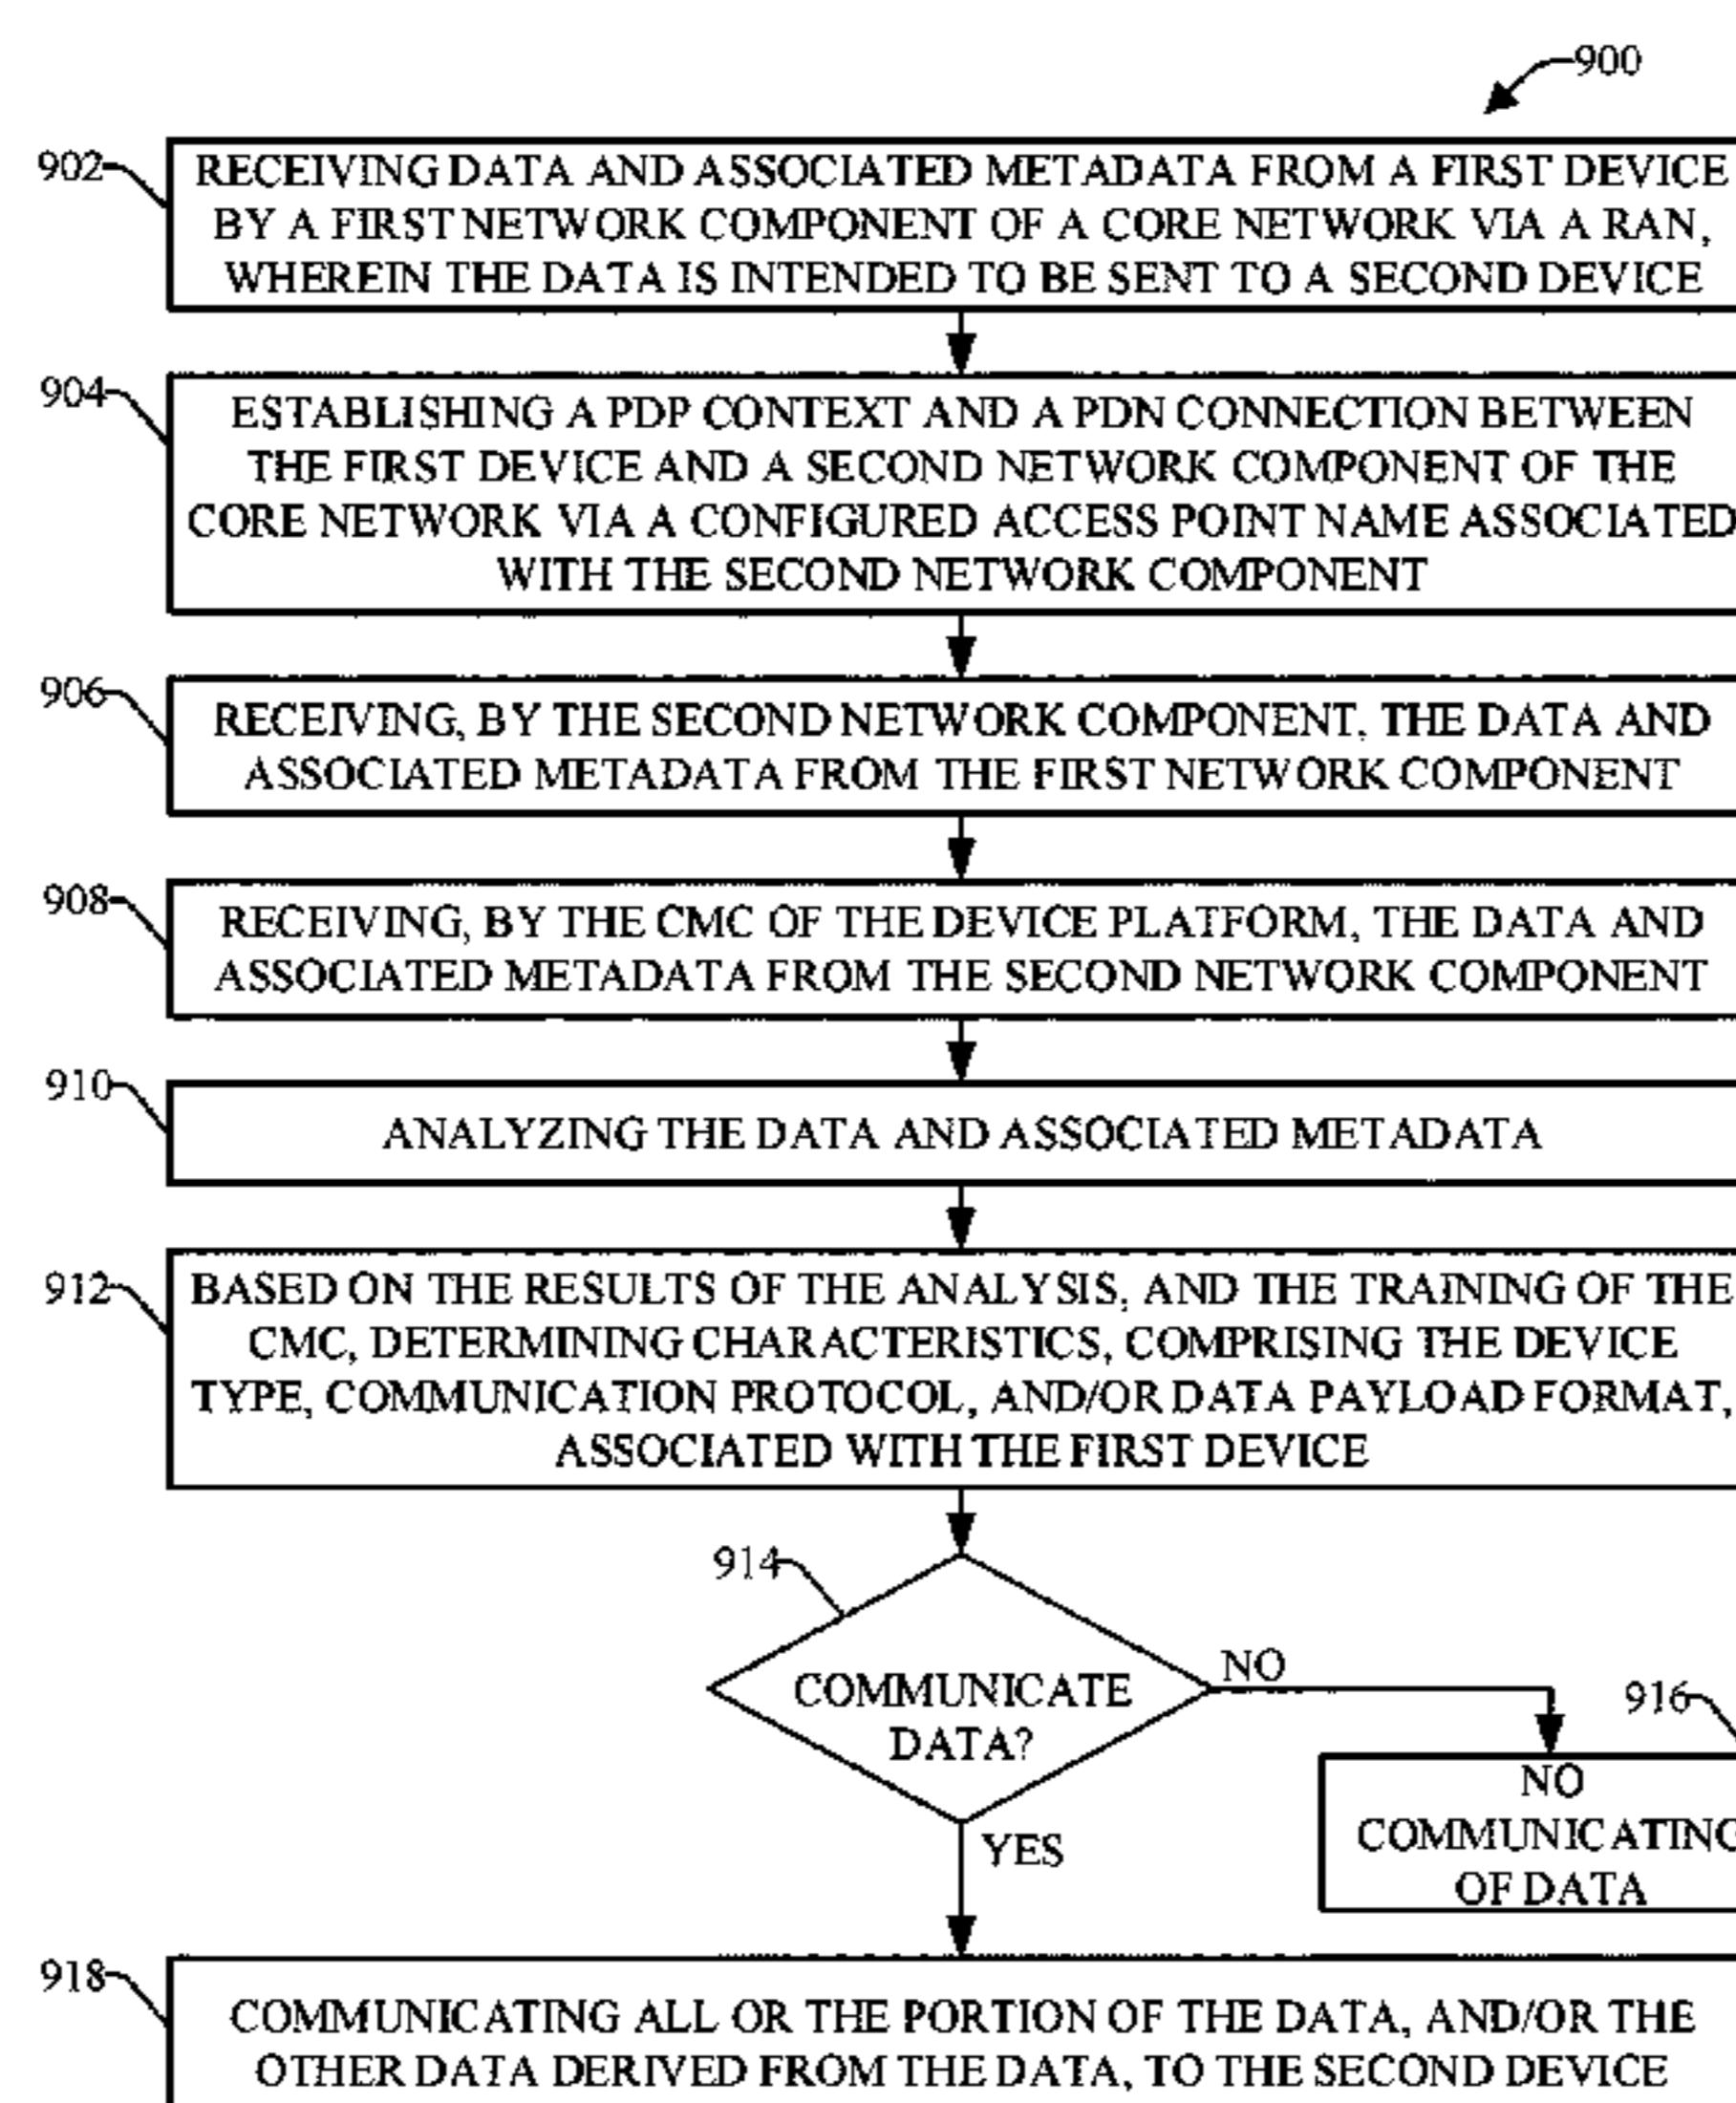 900
902
RECEIVING DATA AND ASSOCIATED METADATA FROM A FIRST DEVICE
BY A FIRST NETWORK COMPONENT OF A CORE NETWORK VIA A RAN,
WHEREIN THE DATA IS INTENDED TO BE SENT TO A SECOND DEVICE
904
ESTABLISHING A PDP CONTEXT AND A PDN CONNECTION BETWEEN
THE FIRST DEVICE AND A SECOND NETWORK COMPONENT OF THE
CORE NETWORK VIA A CONFIGURED ACCESS POINT NAME ASSOCIATED
WITH THE SECOND NETWORK COMPONENT
906
RECEIVING, BY THE SECOND NETWORK COMPONENT, THE DATA AND
ASSOCIATED METADATA FROM THE FIRST NETWORK COMPONENT
908
RECEIVING, BY THE CMC OF THE DEVICE PLATFORM, THE DATA AND
ASSOCIATED METADATA FROM THE SECOND NETWORK COMPONENT
910
ANALYZING THE DATA AND ASSOCIATED METADATA
912
BASED ON THE RESULTS OF THE ANALYSIS, AND THE TRAINING OF THE
CMC, DETERMINING CHARACTERISTICS, COMPRISING THE DEVICE
TYPE, COMMUNICATION PROTOCOL, AND/OR DATA PAYLOAD FORMAT,
ASSOCIATED WITH THE FIRST DEVICE
914
COMMUNICATE
DATA?
NO
916
NO
COMMUNICATING
OF DATA
YES
918
COMMUNICATING ALL OR THE PORTION OF THE DATA, AND/OR THE
OTHER DATA DERIVED FROM THE DATA, TO THE SECOND DEVICE